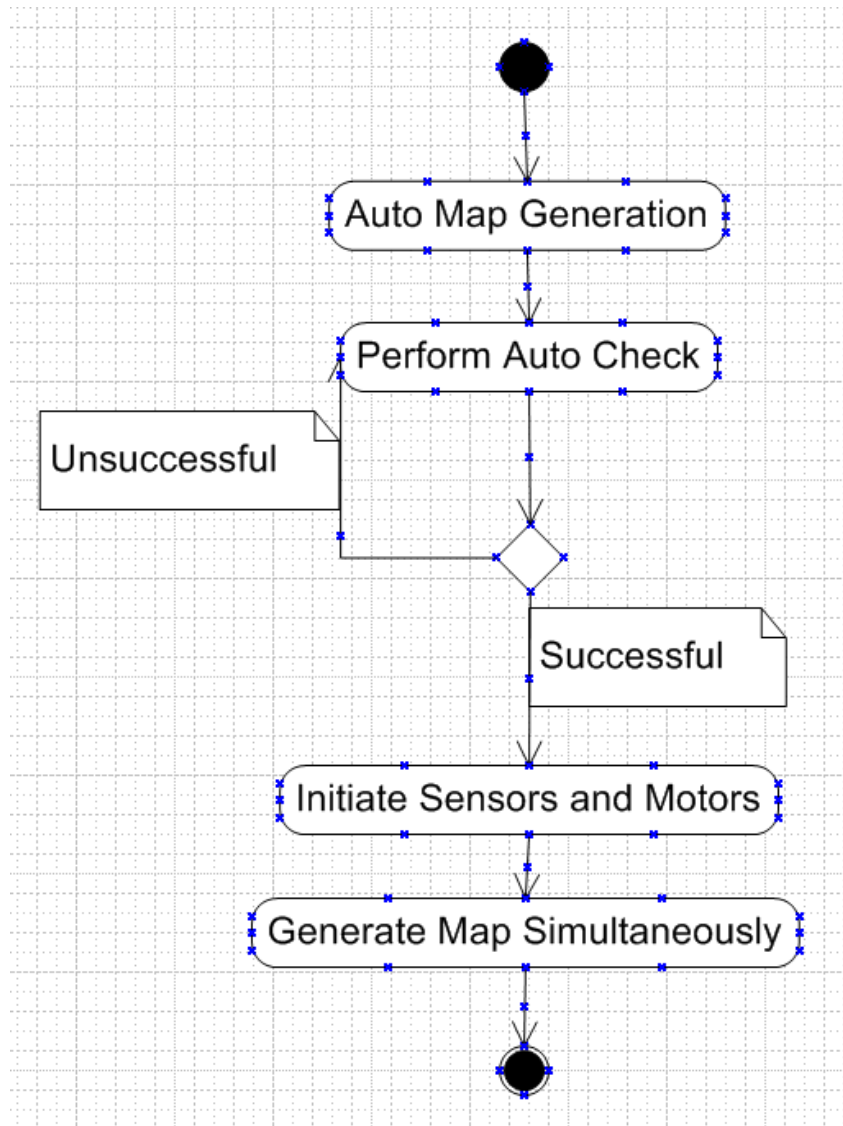 Auto Map Generation
Perform Auto Check
Unsuccessful
Successful
Initiate Sensors and Motors
Generate Map Simultaneously